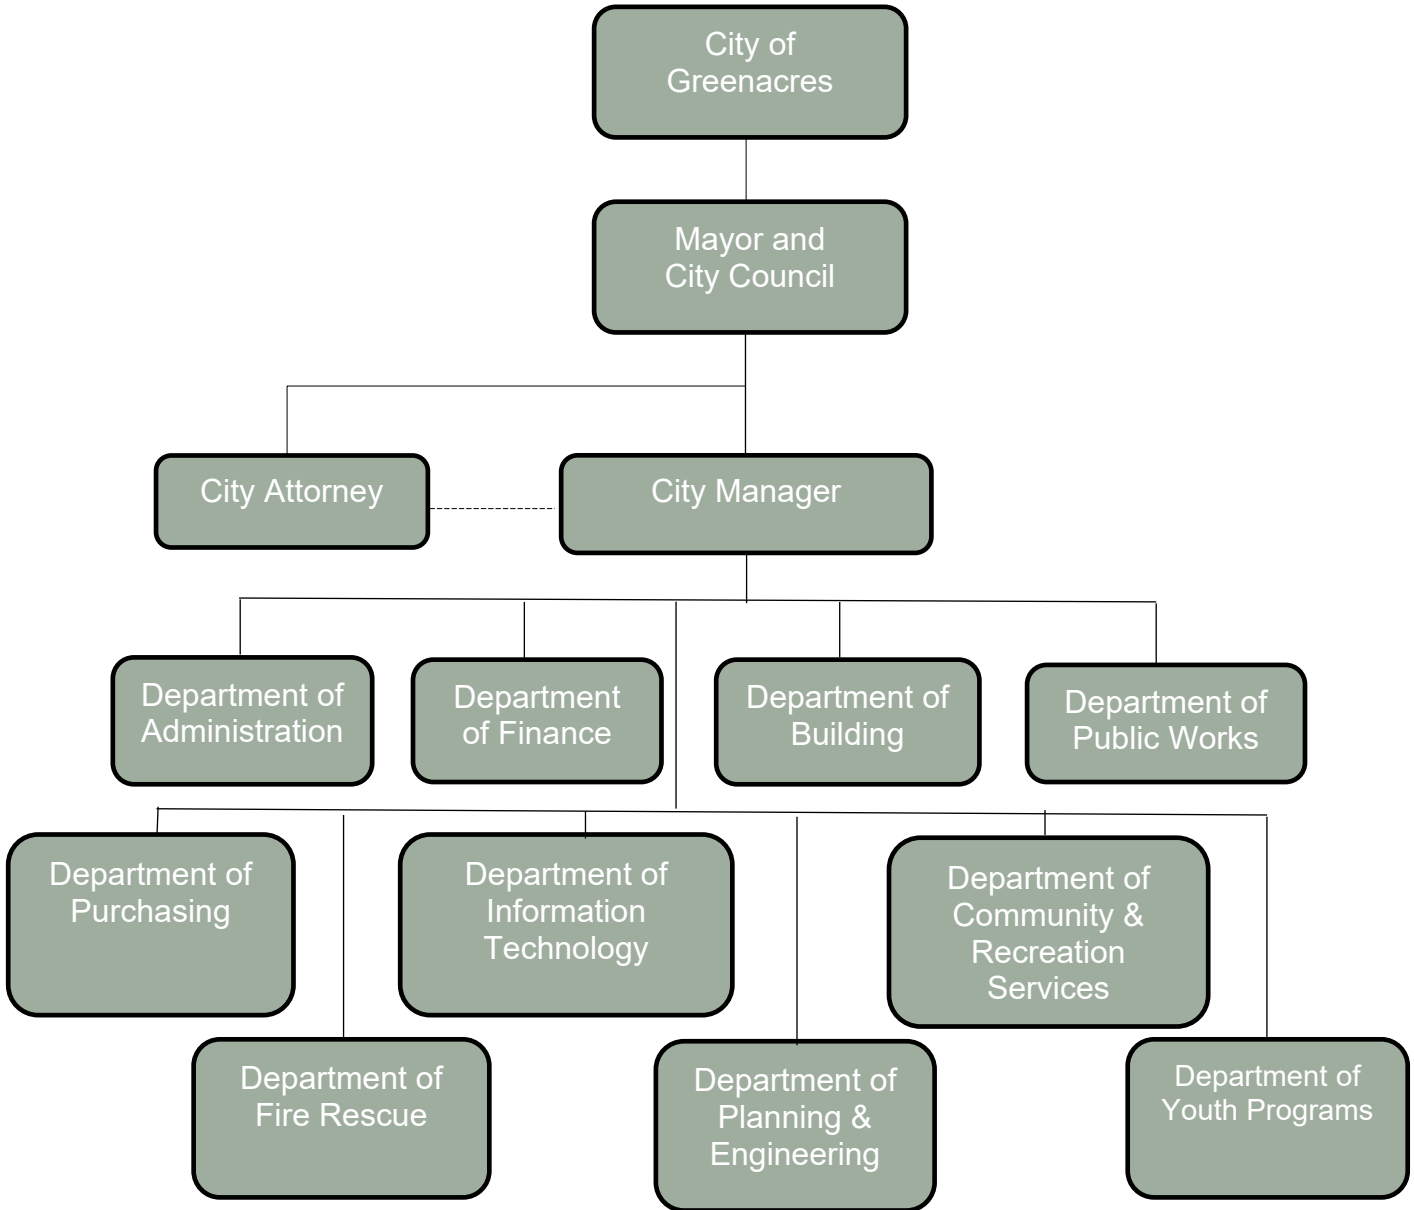 City of
Greenacres
Mayor and
City Council
City Attorney
City Manager
Department of
Administration
Department
of Finance
Department of
Building
Department of
Public Works
Department of
Purchasing
Department of
Information
Technology
Department of
Community &
Recreation
Services
Department of
Fire Rescue
Department of
Planning &
Engineering
Department of
Youth Programs